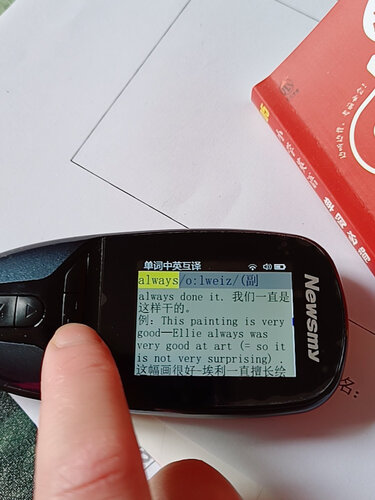 单词中英互译
always/o:lweiz/(副
always done it. 我们一直是
这样干的。
例: This painting is very
good—Ellie always was
very good at art (= so it
is not very surprising)
这幅画很好-埃利一直擅长绘
Newsmy
名: